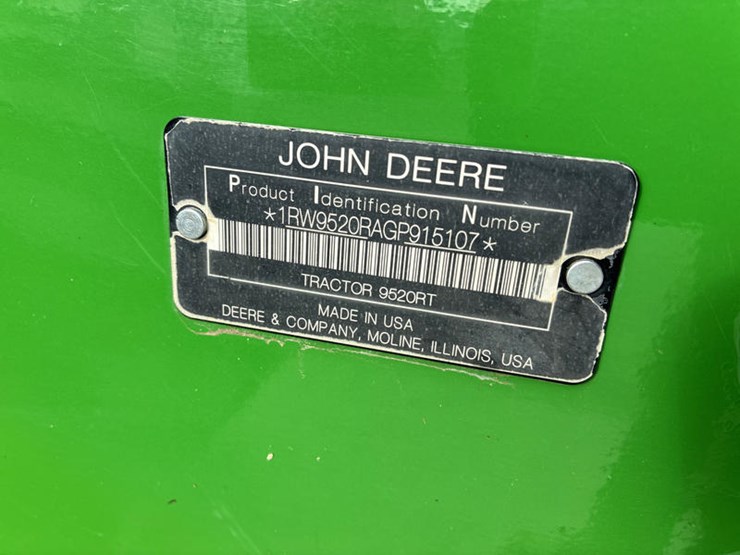 JOHN DEERE
Product Identification Number
*1RW9520RAGP915107*
TRACTOR 9520RT
MADE IN USA
DEERE & COMPANY, MOLINE, ILLINOIS, USA